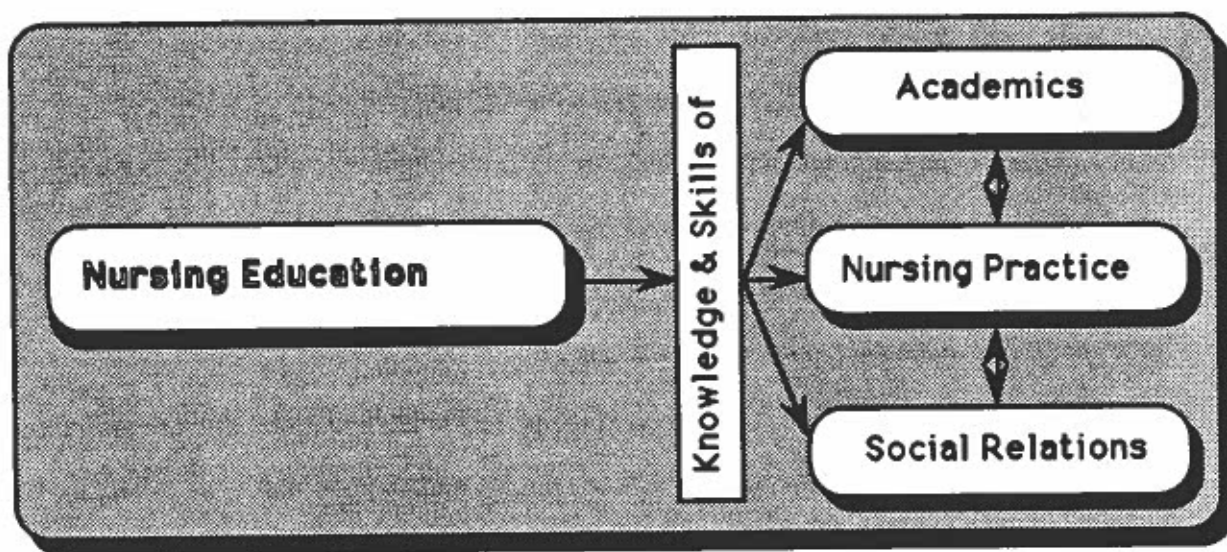 Nursing Education
Knowledge & Skills of
Academics
Nursing Practice
Social Relations